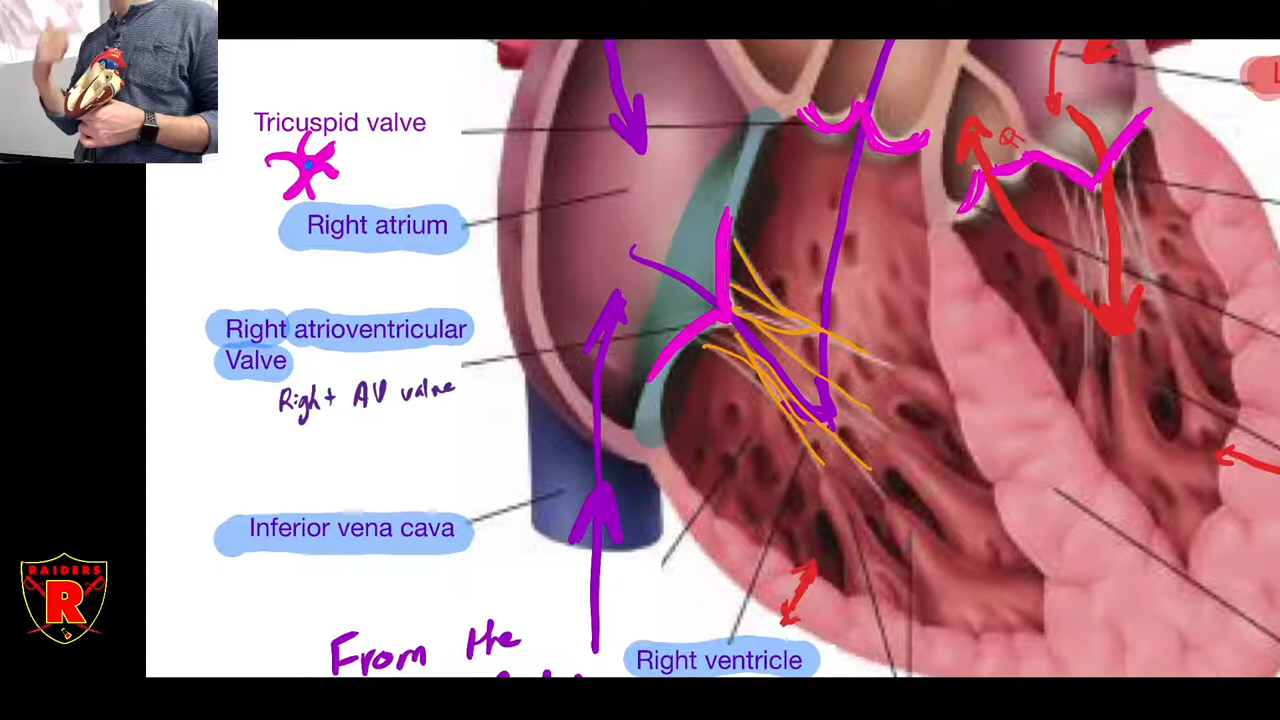 Tricuspid valve
Right atrium
Right atrioventricular
Valve
Right AV valve
Inferior vena cava
From the
Right ventricle
RAIDERS
R